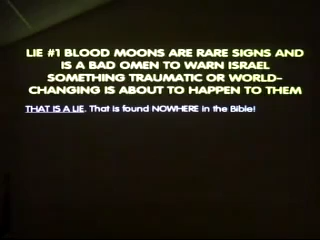 LIE #1 BLOOD MOONS ARE RARE SIGNS AND
IS A BAD OMEN TO WARN ISRAEL
SOMETHING TRAUMATIC OR WORLD-
CHANGING IS ABOUT TO HAPPEN TO THEM
THAT IS A LIE. That is found NOWHERE in the Bible!